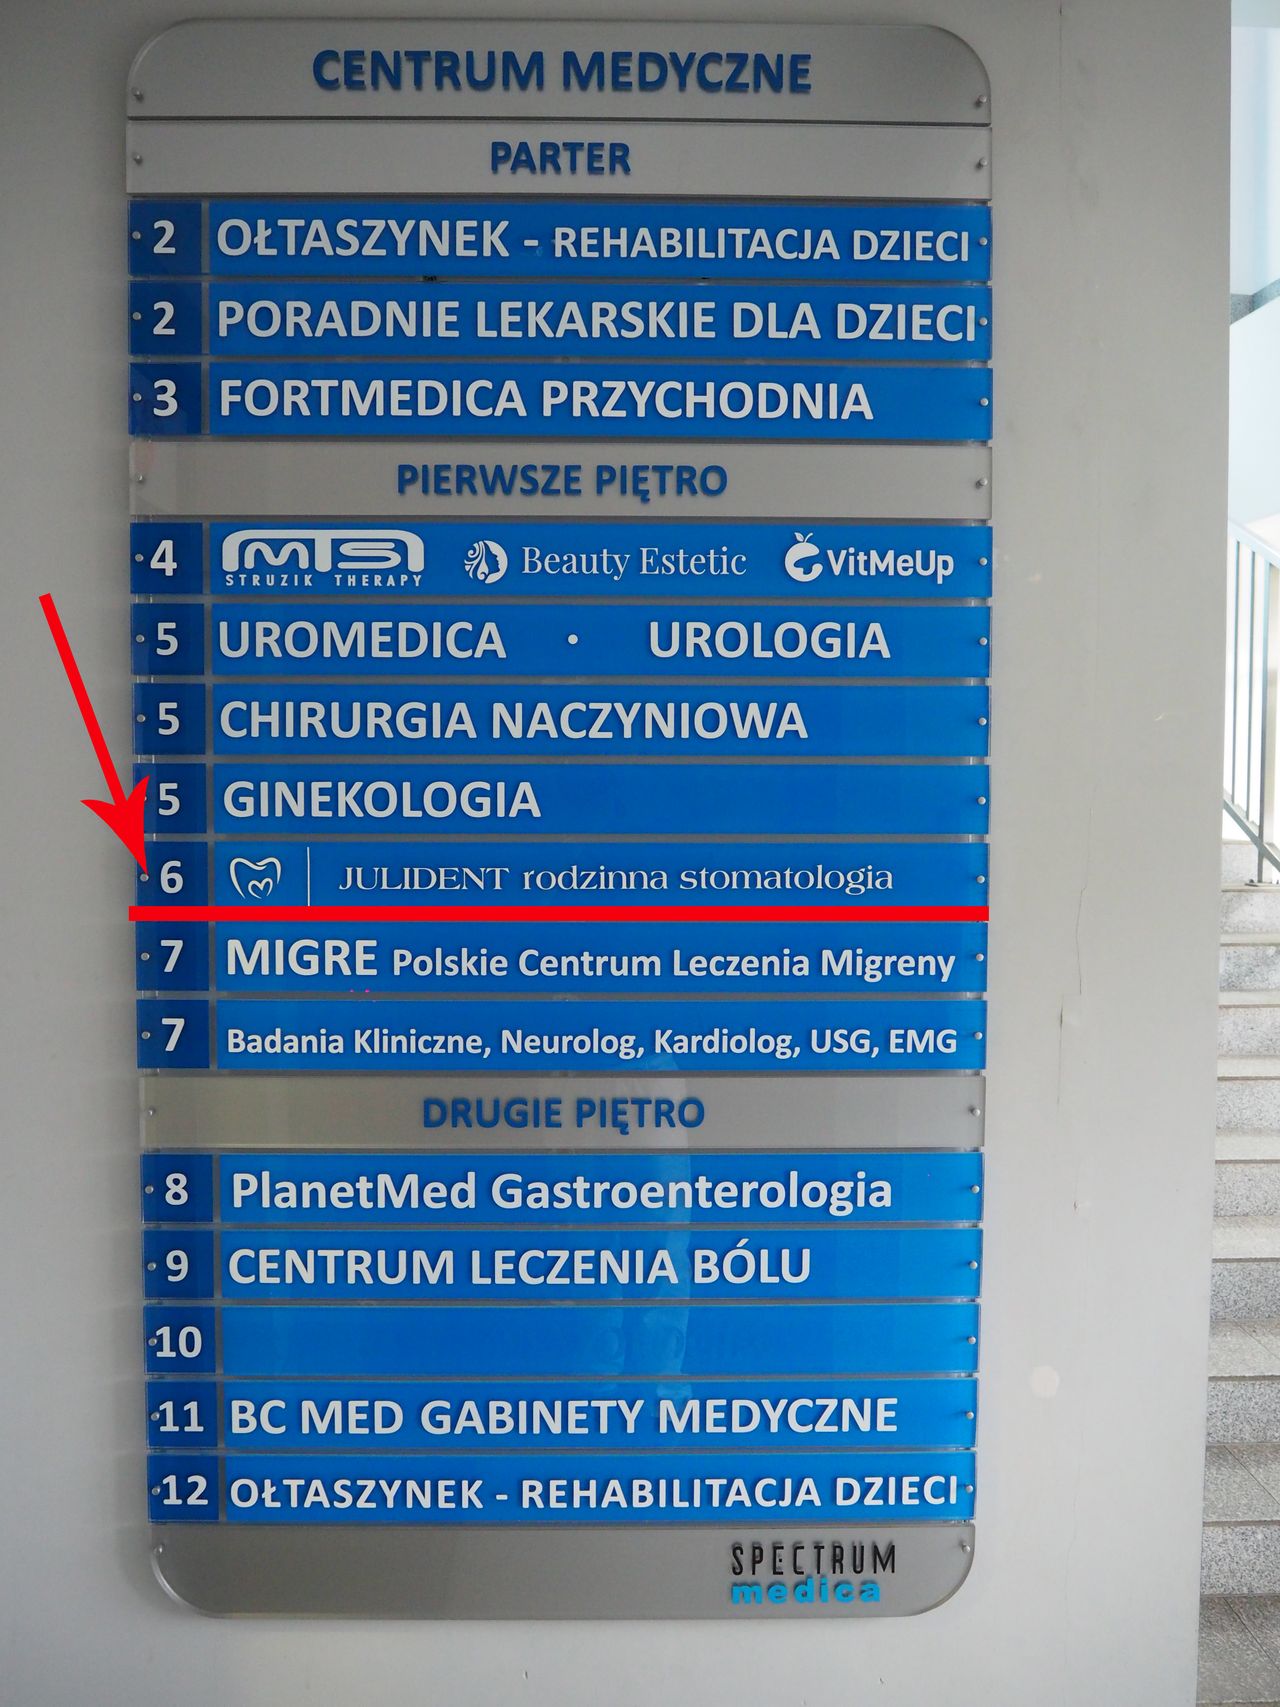 CENTRUM MEDYCZNE
PARTER
2 OŁTASZYNEK - REHABILITACJA DZIECI
2 PORADNIE LEKARSKIE DLA DZIECI
3 FORTMEDICA PRZYCHODNIA
PIERWSZE PIĘTRO
4 MTS STRUZIK THERAPY Beauty Estetic VitMeUp
5 UROMEDICA · UROLOGIA
5 CHIRURGIA NACZYNIOWA
5 GINEKOLOGIA
6 JULIDENT rodzinna stomatologia
7 MIGRE Polskie Centrum Leczenia Migreny
7 Badania Kliniczne, Neurolog, Kardiolog, USG, EMG
DRUGIE PIĘTRO
8 PlanetMed Gastroenterologia
9 CENTRUM LECZENIA BÓLU
10
11 BC MED GABINETY MEDYCZNE
12 OŁTASZYNEK - REHABILITACJA DZIECI
SPECTRUM
medica